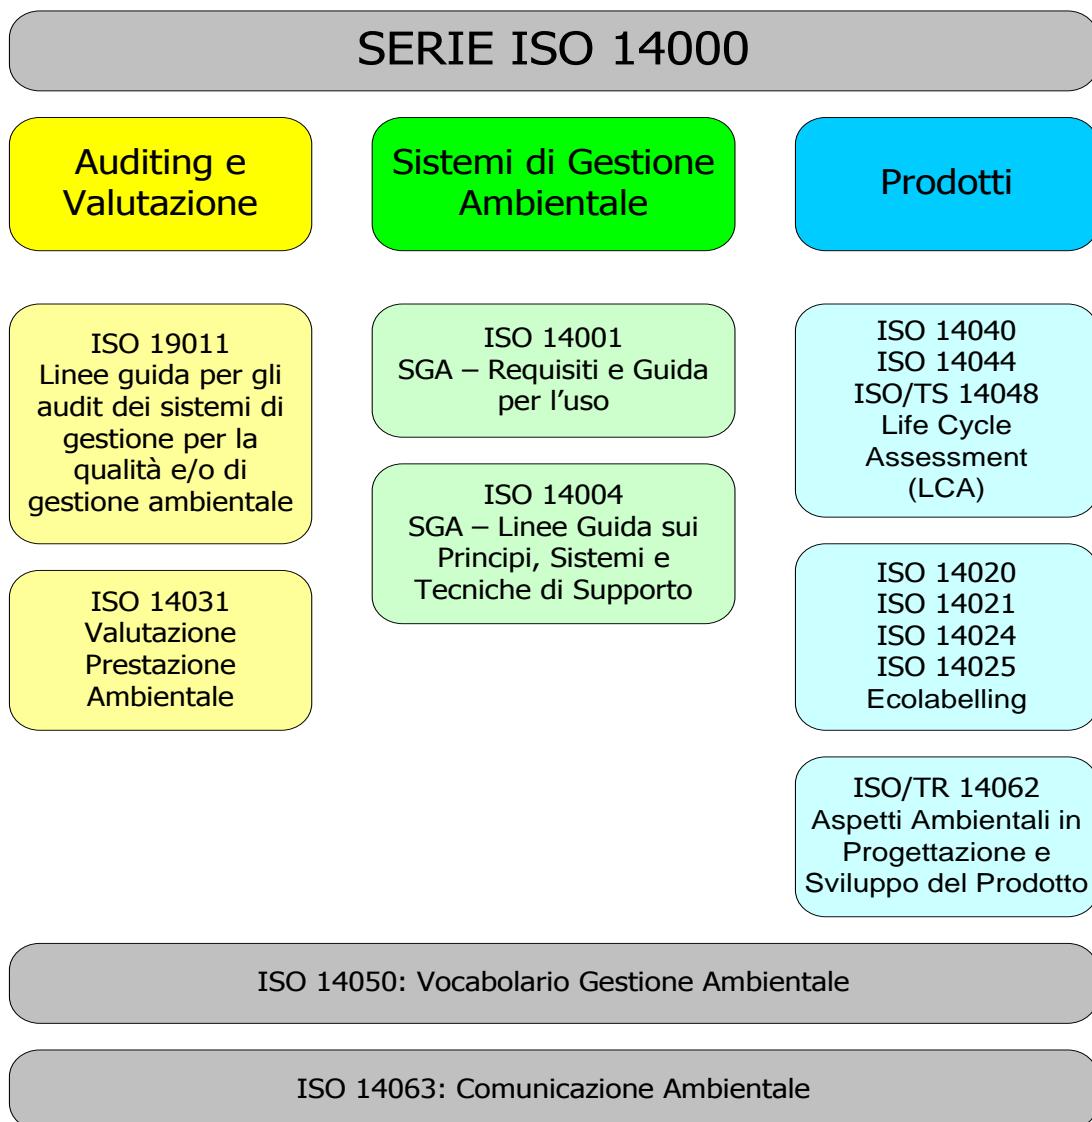 SERIE ISO 14000
Auditing e
Valutazione
Sistemi di Gestione
Ambientale
Prodotti
ISO 19011
Linee guida per gli
audit dei sistemi di
gestione per la
qualità e/o di
gestione ambientale
ISO 14031
Valutazione
Prestazione
Ambientale
ISO 14001
SGA – Requisiti e Guida
per l’uso
ISO 14004
SGA – Linee Guida sui
Principi, Sistemi e
Tecniche di Supporto
ISO 14040
ISO 14044
ISO/TS 14048
Life Cycle
Assessment
(LCA)
ISO 14020
ISO 14021
ISO 14024
ISO 14025
Ecolabelling
ISO/TR 14062
Aspetti Ambientali in
Progettazione e
Sviluppo del Prodotto
ISO 14050: Vocabolario Gestione Ambientale
ISO 14063: Comunicazione Ambientale